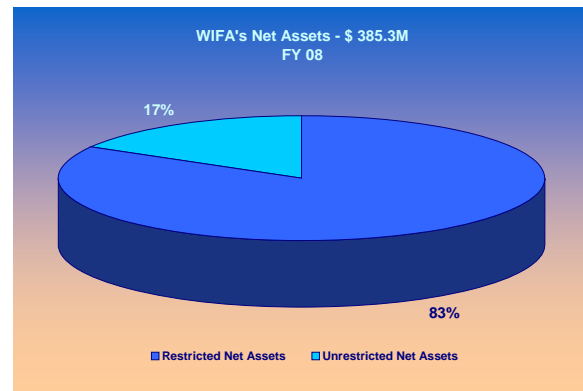 WIFA's Net Assets - $ 385.3M
FY 08
17%
83%
Restricted Net Assets Unrestricted Net Assets